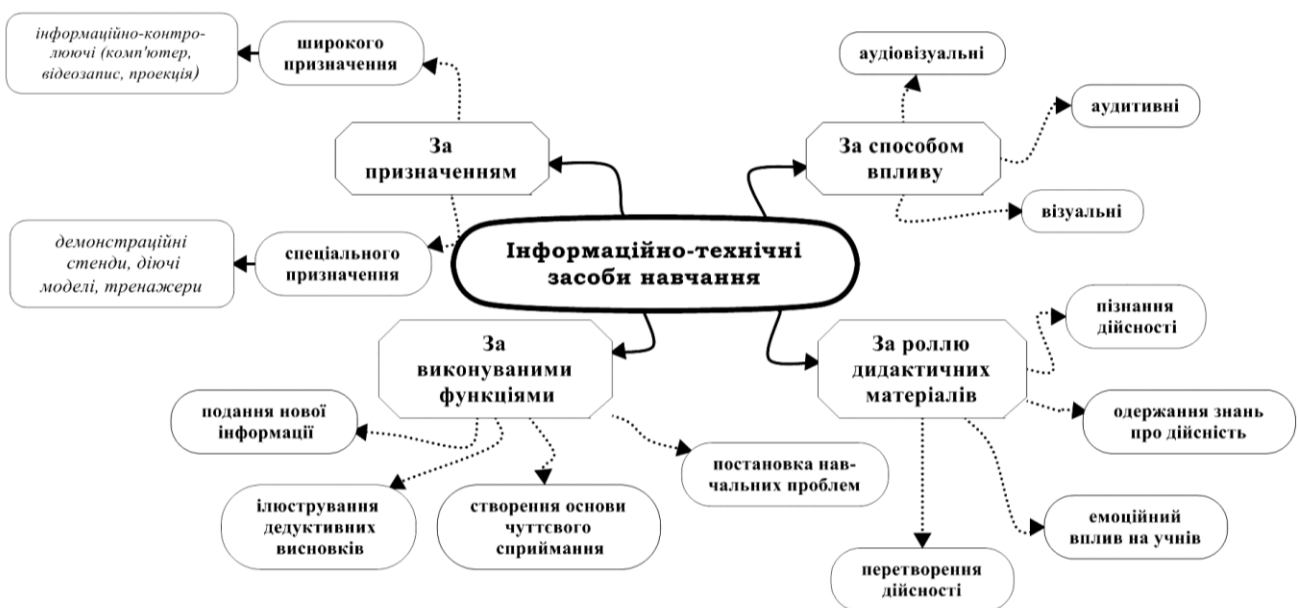 інформаційно-контро-
люючі (комп'ютер,
відеозапис, проекція)
широкого
призначення
За
призначенням
спеціального
призначення
демонстраційні
стенди, діючі
моделі, тренажери
аудіовізуальні
аудитивні
За способом
впливу
візуальні
Інформаційно-технічні
засоби навчання
За
виконуваними
функціями
подання нової
інформації
ілюстрування
дедуктивних
висновків
створення основи
чуттєвого
сприймання
постановка нав-
чальних проблем
За роллю
дидактичних
матеріалів
пізнання
дійсності
одержання знань
про дійсність
емоційний
вплив на учнів
перетворення
дійсності